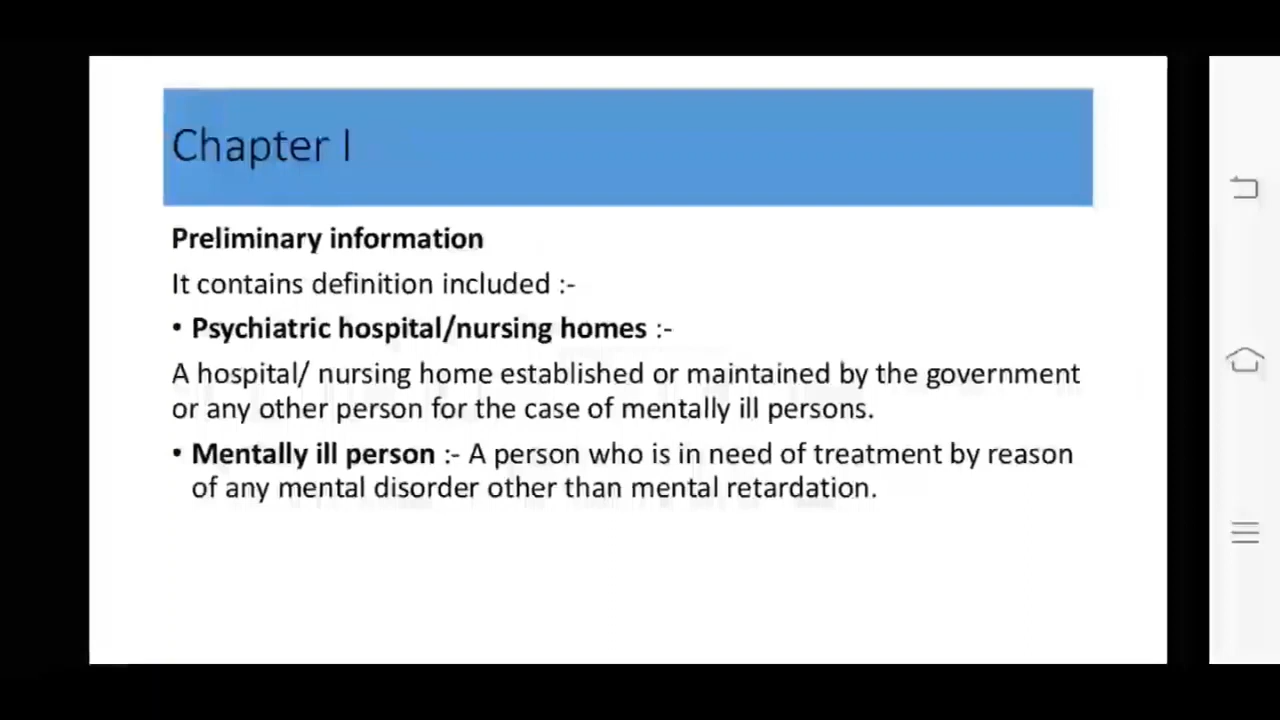 Chapter I
Preliminary information
It contains definition included :-
• Psychiatric hospital/nursing homes :-
A hospital/ nursing home established or maintained by the government
or any other person for the case of mentally ill persons.
• Mentally ill person :- A person who is in need of treatment by reason
of any mental disorder other than mental retardation.